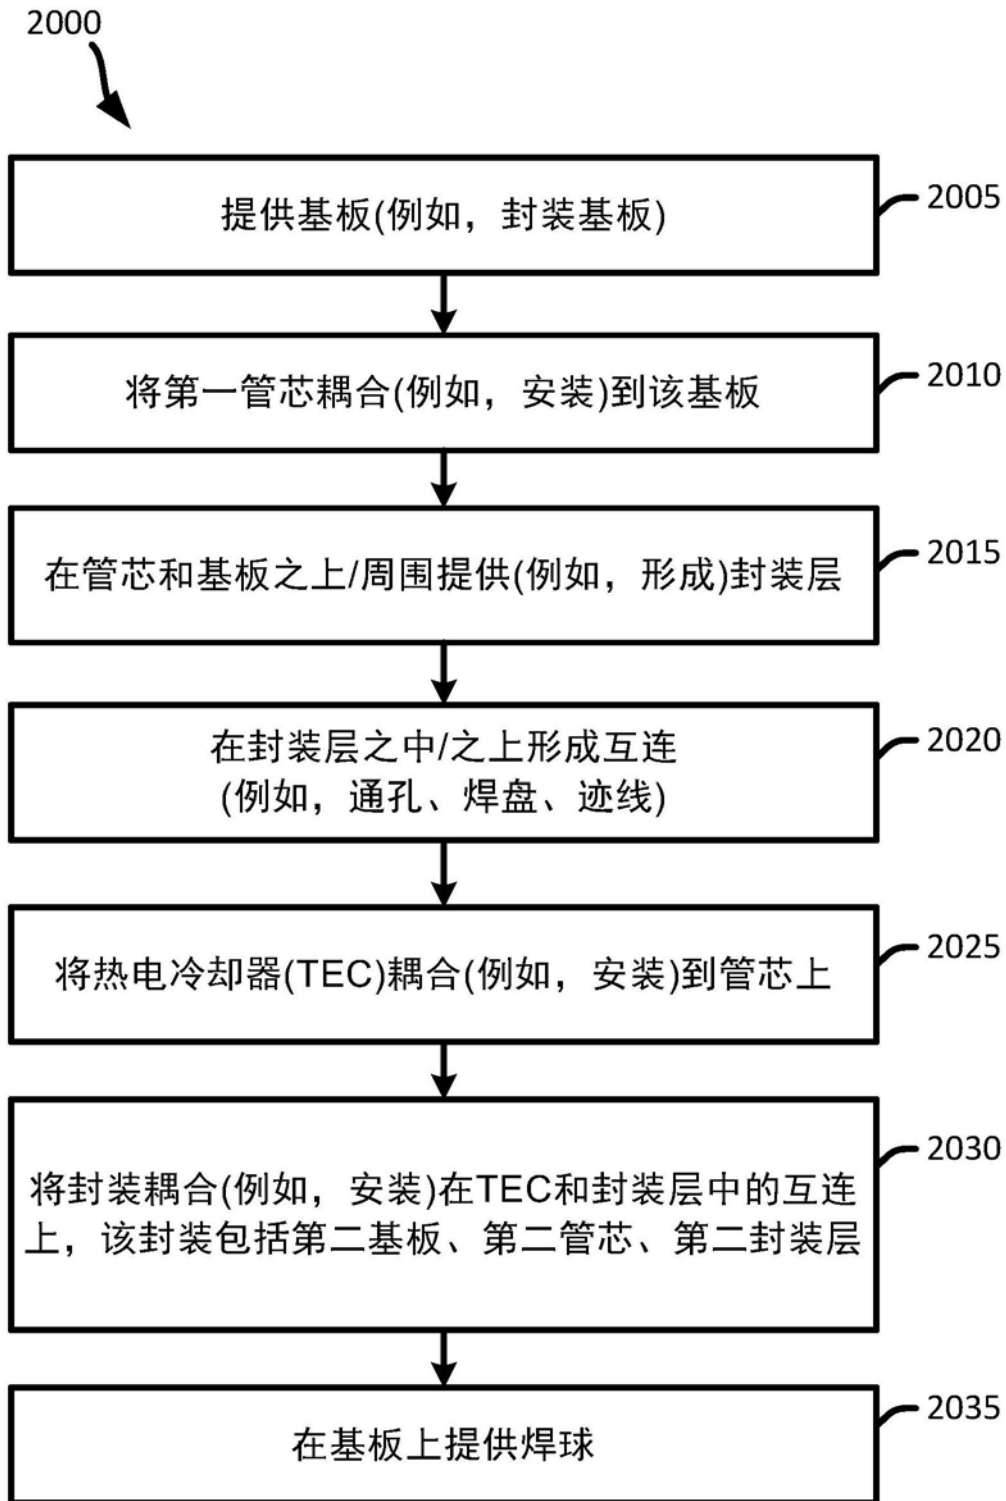 2000
提供基板(例如，封装基板)
2005
将第一管芯耦合(例如，安装)到该基板
2010
在管芯和基板之上/周围提供(例如，形成)封装层
2015
在封装层之中/之上形成互连
(例如，通孔、焊盘、迹线)
2020
将热电冷却器(TEC)耦合(例如，安装)到管芯上
2025
将封装耦合(例如，安装)在TEC和封装层中的互连
上，该封装包括第二基板、第二管芯、第二封装层
2030
在基板上提供焊球
2035